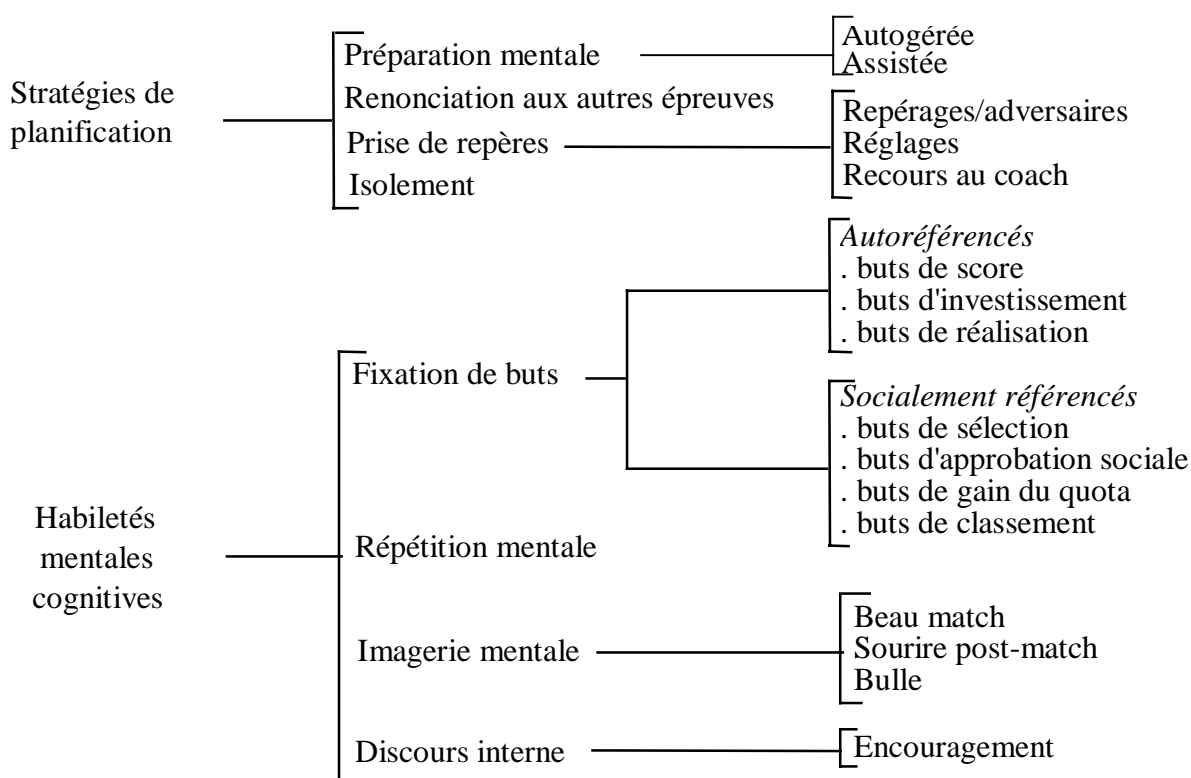 Stratégies de
planification
Préparation mentale
Renonciation aux autres épreuves
Prise de repères
Isolement
Autogérée
Assistée
Repérages/adversaires
Réglages
Recours au coach
Habiletés
mentales
cognitives
Fixation de buts
Autoréférencés
. buts de score
. buts d'investissement
. buts de réalisation
Socialement référencés
. buts de sélection
. buts d'approbation sociale
. buts de gain du quota
. buts de classement
Répétition mentale
Imagerie mentale
Beau match
Sourire post-match
Bulle
Discours interne
Encouragement